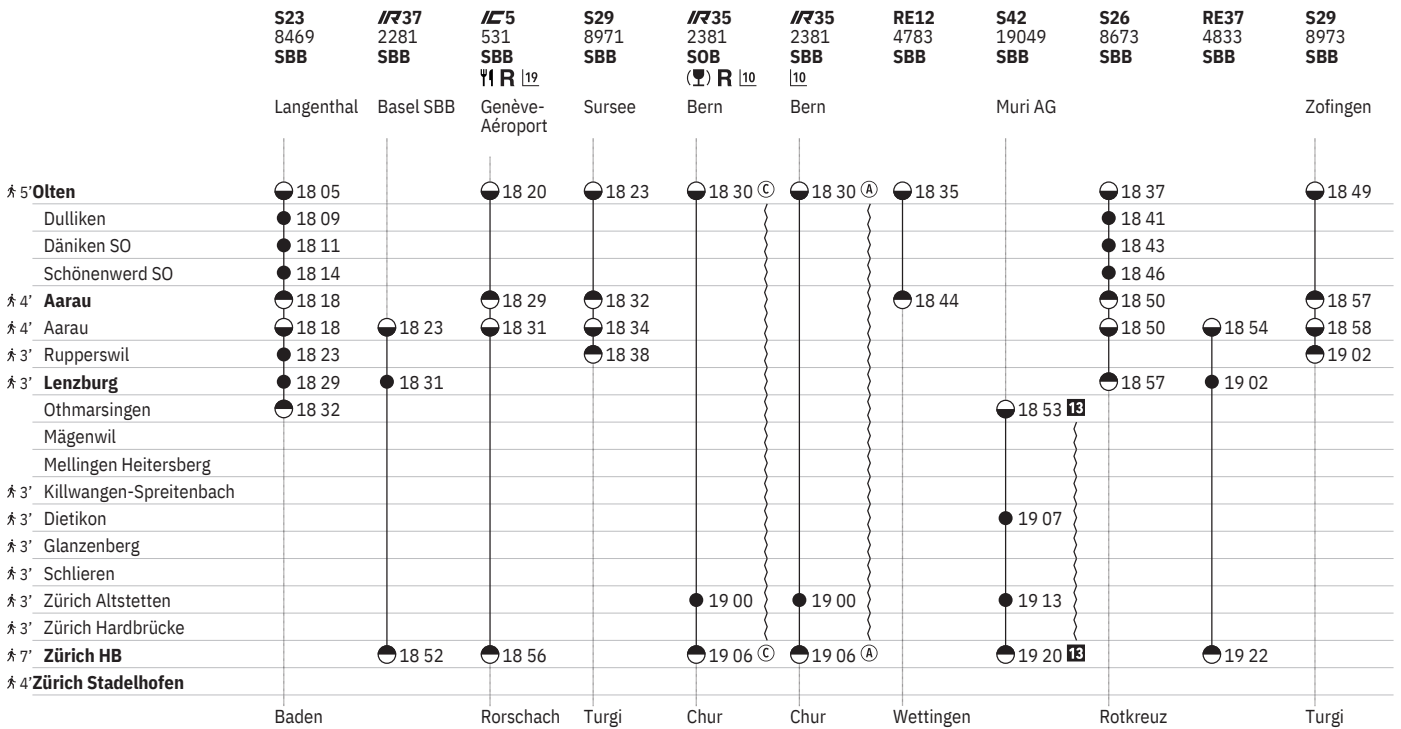 S23 IR37 IC5 S29 IR35 IR35 RE12 S42 S26 RE37 S29
8469 2281 531 8971 2381 2381 4783 19049 8673 4833 8973
SBB SBB SBB SBB SOB SBB SBB SBB SBB SBB SBB
R 19 R 10 10
Langenthal Basel SBB Genève- Sursee Bern Bern Muri AG Zofingen
Aéroport
5’ Olten 18 05 18 20 18 23 18 30 C 18 30 A 18 35 18 37 18 49
Dulliken 18 09 18 41
Däniken SO 18 11 18 43
Schönenwerd SO 18 14 18 46
4’ Aarau 18 18 18 29 18 32 18 44 18 50 18 57
4’ Aarau 18 18 18 23 18 31 18 34 18 50 18 54 18 58
3’ Rupperswil 18 23 18 38 19 02
3’ Lenzburg 18 29 18 31 18 57 19 02
Othmarsingen 18 32 18 53 13
Mägenwil
Mellingen Heitersberg
3’ Killwangen-Spreitenbach
3’ Dietikon 19 07
3’ Glanzenberg
3’ Schlieren
3’ Zürich Altstetten 19 00 19 00 19 13
3’ Zürich Hardbrücke
7’ Zürich HB 18 52 18 56 19 06 C 19 06 A 19 20 13 19 22
4’ Zürich Stadelhofen
Baden Rorschach Turgi Chur Chur Wettingen Rotkreuz Turgi